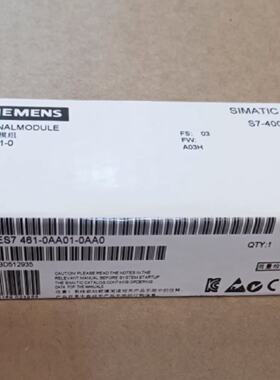 IEMENS
SIMATIC
NALMODULE
S7-400
1-0
FS: 03
FW:
A03H
ES7 461-0AA01-0AA0
QTY:1
CAUTION: PLEASE READ THE NOTES IN THE
RELEVANT MANUAL BEFORE SYSTEM STARTUP
THE SIMATIC CATALOG CONTAINS ORDERING
DATA FOR THE MANUALS